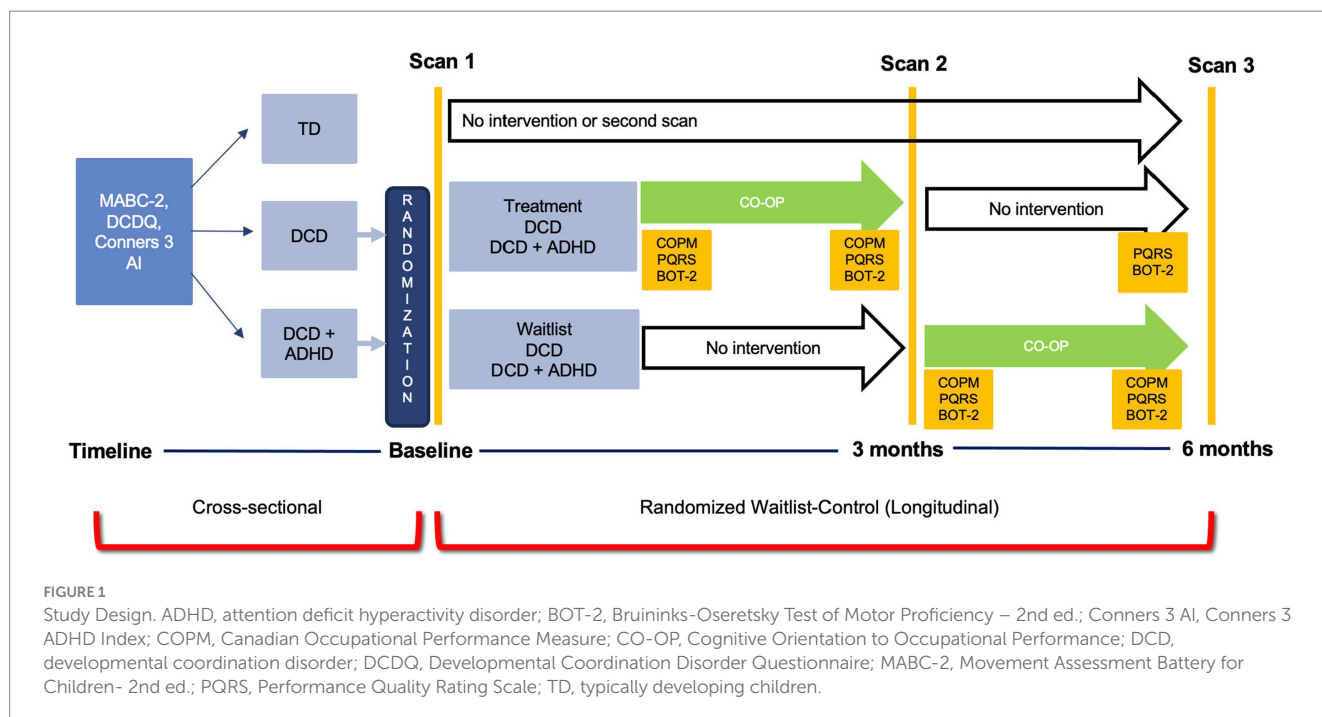 Scan 1
Scan 2
Scan 3
No intervention or second scan
TD
MABC-2,
DCDQ,
Conners 3
AI
DCD
DCD +
ADHD
RANDOMIZATION
Treatment
DCD
DCD + ADHD
CO-OP
COPM
PQRS
BOT-2
COPM
PQRS
BOT-2
No intervention
PQRS
BOT-2
Waitlist
DCD
DCD + ADHD
No intervention
CO-OP
COPM
PQRS
BOT-2
COPM
PQRS
BOT-2
Timeline
Baseline
3 months
6 months
Cross-sectional
Randomized Waitlist-Control (Longitudinal)
FIGURE 1
Study Design. ADHD, attention deficit hyperactivity disorder; BOT-2, Bruininks-Oseretsky Test of Motor Proficiency – 2nd ed.; Conners 3 AI, Conners 3
ADHD Index; COPM, Canadian Occupational Performance Measure; CO-OP, Cognitive Orientation to Occupational Performance; DCD,
developmental coordination disorder; DCDQ, Developmental Coordination Disorder Questionnaire; MABC-2, Movement Assessment Battery for
Children- 2nd ed.; PQRS, Performance Quality Rating Scale; TD, typically developing children.